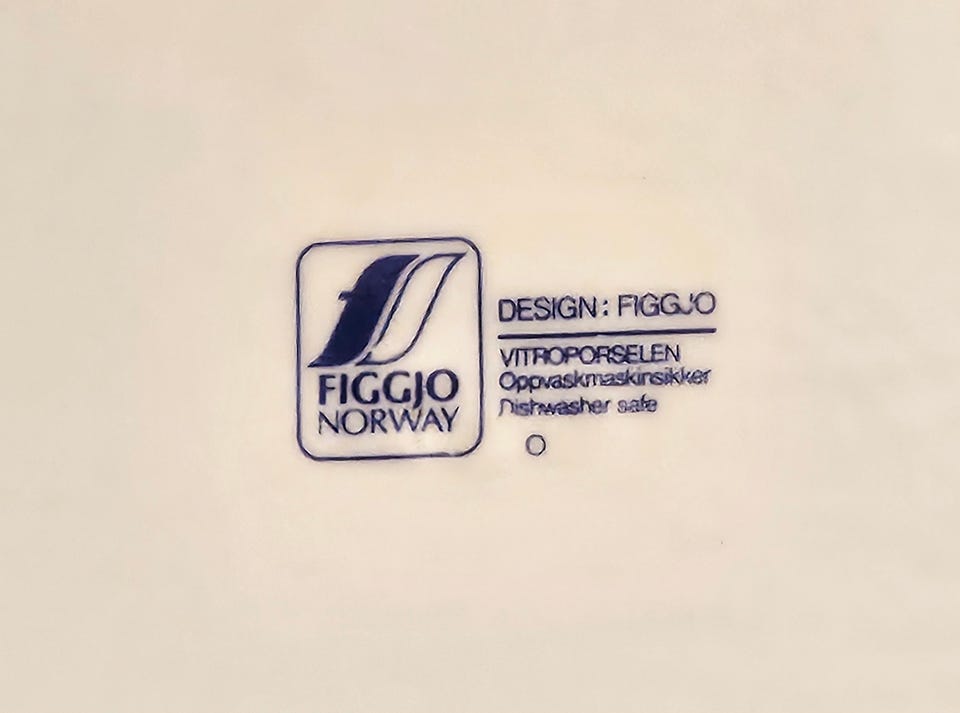 FIGGJO
NORWAY
DESIGN: FIGGJO
VITROPORSELEN
Oppvaskmaskinsikker
Dishwasher safe
O